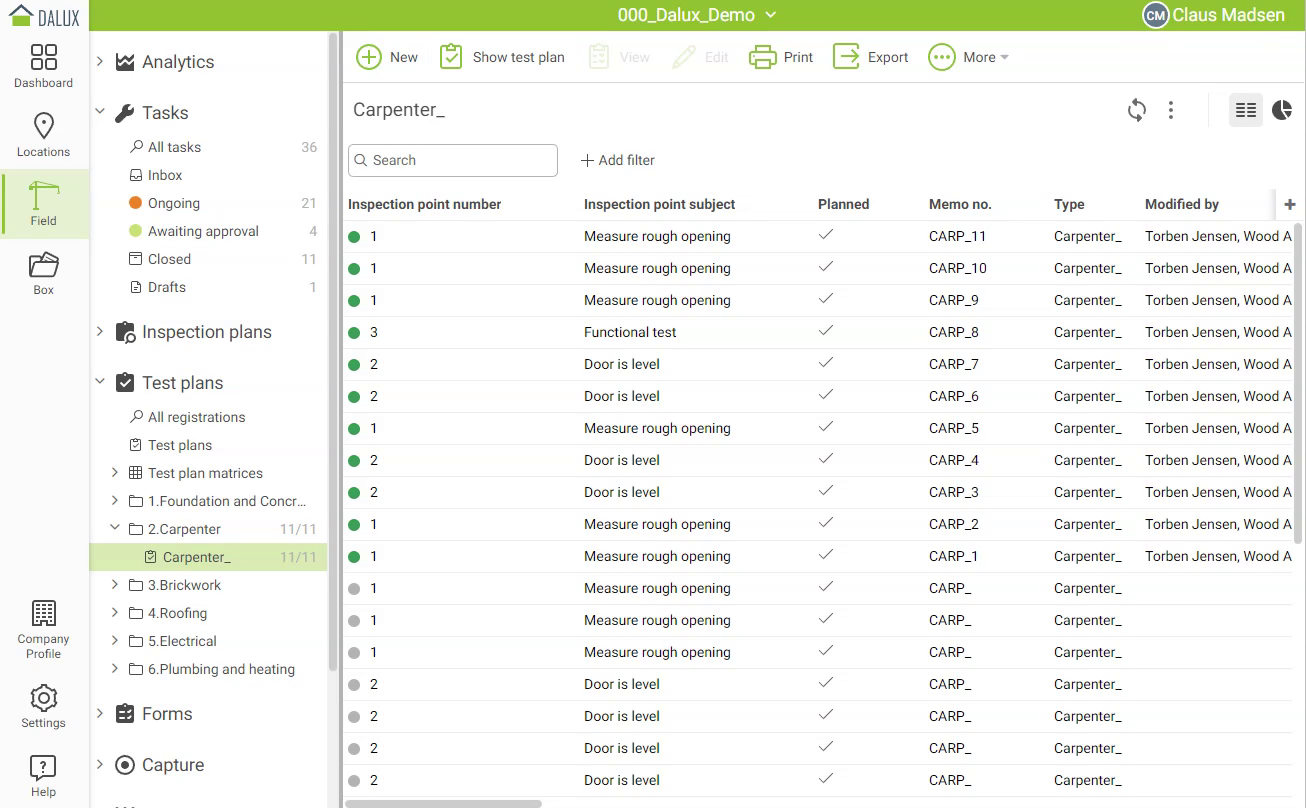 DALUX
000_Dalux_Demo
CM Claus Madsen
Dashboard
Locations
Field
Box
Company
Profile
Settings
Help
Analytics
Tasks
All tasks 36
Inbox
Ongoing 21
Awaiting approval 4
Closed 11
Drafts 1
Inspection plans
Test plans
All registrations
Test plans
Test plan matrices
1.Foundation and Concr...
2.Carpenter 11/11
Carpenter_ 11/11
3.Brickwork
4.Roofing
5.Electrical
6.Plumbing and heating
Forms
Capture
New Show test plan View Edit Print Export More
Carpenter_
Search + Add filter
Inspection point number Inspection point subject Planned Memo no. Type Modified by +
1 Measure rough opening CARP_11 Carpenter_ Torben Jensen, Wood A
1 Measure rough opening CARP_10 Carpenter_ Torben Jensen, Wood A
1 Measure rough opening CARP_9 Carpenter_ Torben Jensen, Wood A
3 Functional test CARP_8 Carpenter_ Torben Jensen, Wood A
2 Door is level CARP_7 Carpenter_ Torben Jensen, Wood A
2 Door is level CARP_6 Carpenter_ Torben Jensen, Wood A
1 Measure rough opening CARP_5 Carpenter_ Torben Jensen, Wood A
2 Door is level CARP_4 Carpenter_ Torben Jensen, Wood A
2 Door is level CARP_3 Carpenter_ Torben Jensen, Wood A
1 Measure rough opening CARP_2 Carpenter_ Torben Jensen, Wood A
1 Measure rough opening CARP_1 Carpenter_ Torben Jensen, Wood A
1 Measure rough opening CARP_ Carpenter_
1 Measure rough opening CARP_ Carpenter_
1 Measure rough opening CARP_ Carpenter_
2 Door is level CARP_ Carpenter_
2 Door is level CARP_ Carpenter_
2 Door is level CARP_ Carpenter_
2 Door is level CARP_ Carpenter_